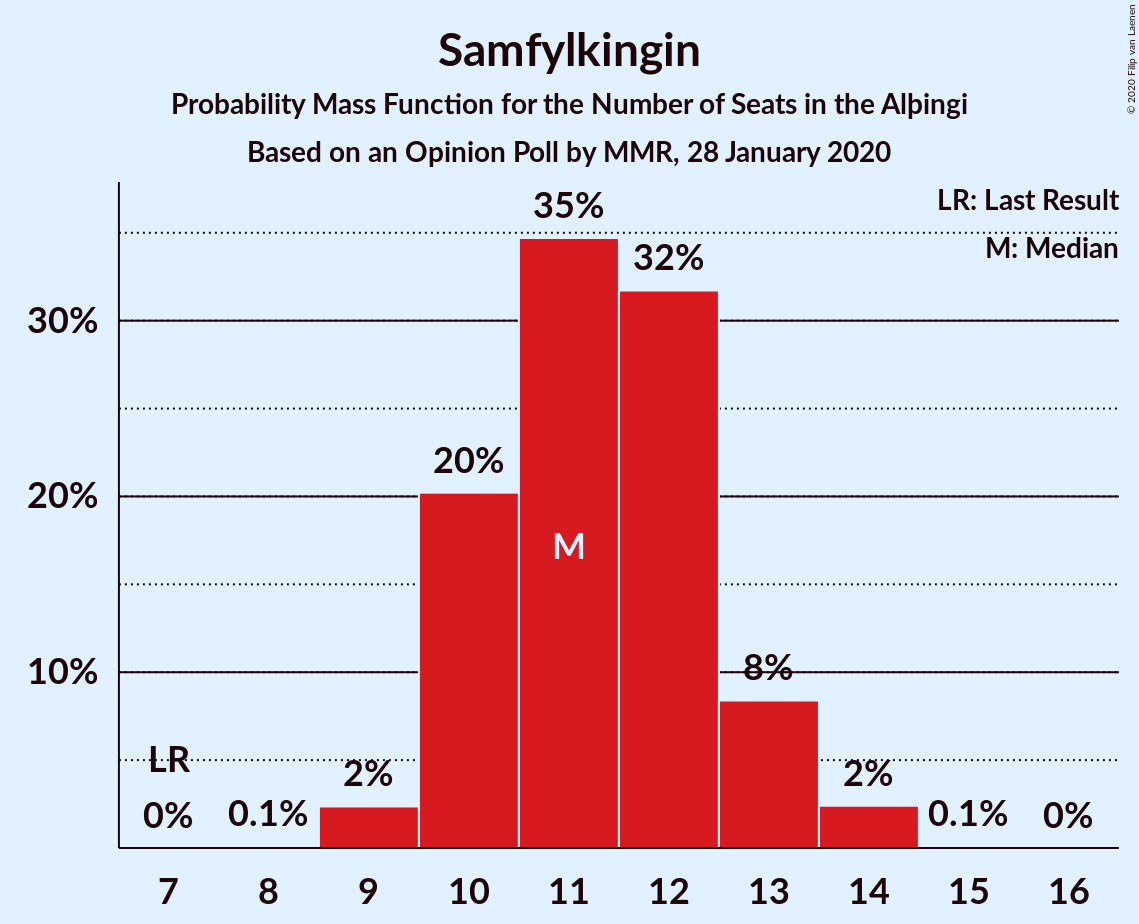 Samfylkingin
Probability Mass Function for the Number of Seats in the Alþingi
Based on an Opinion Poll by MMR, 28 January 2020
© 2020 Filip van Laenen
LR: Last Result
M: Median
35%
32%
30%
20%
20%
M
10%
8%
LR
2%
2%
0%
0.1%
0.1%
0%
7 8 9 10 11 12 13 14 15 16